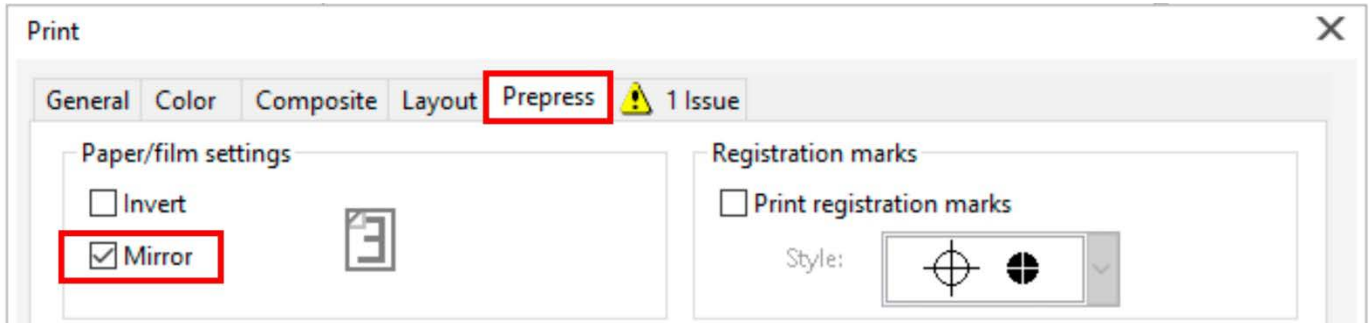 Print
General Color Composite Layout Prepress 1 Issue
Paper/film settings
Invert
Mirror
Registration marks
Print registration marks
Style: